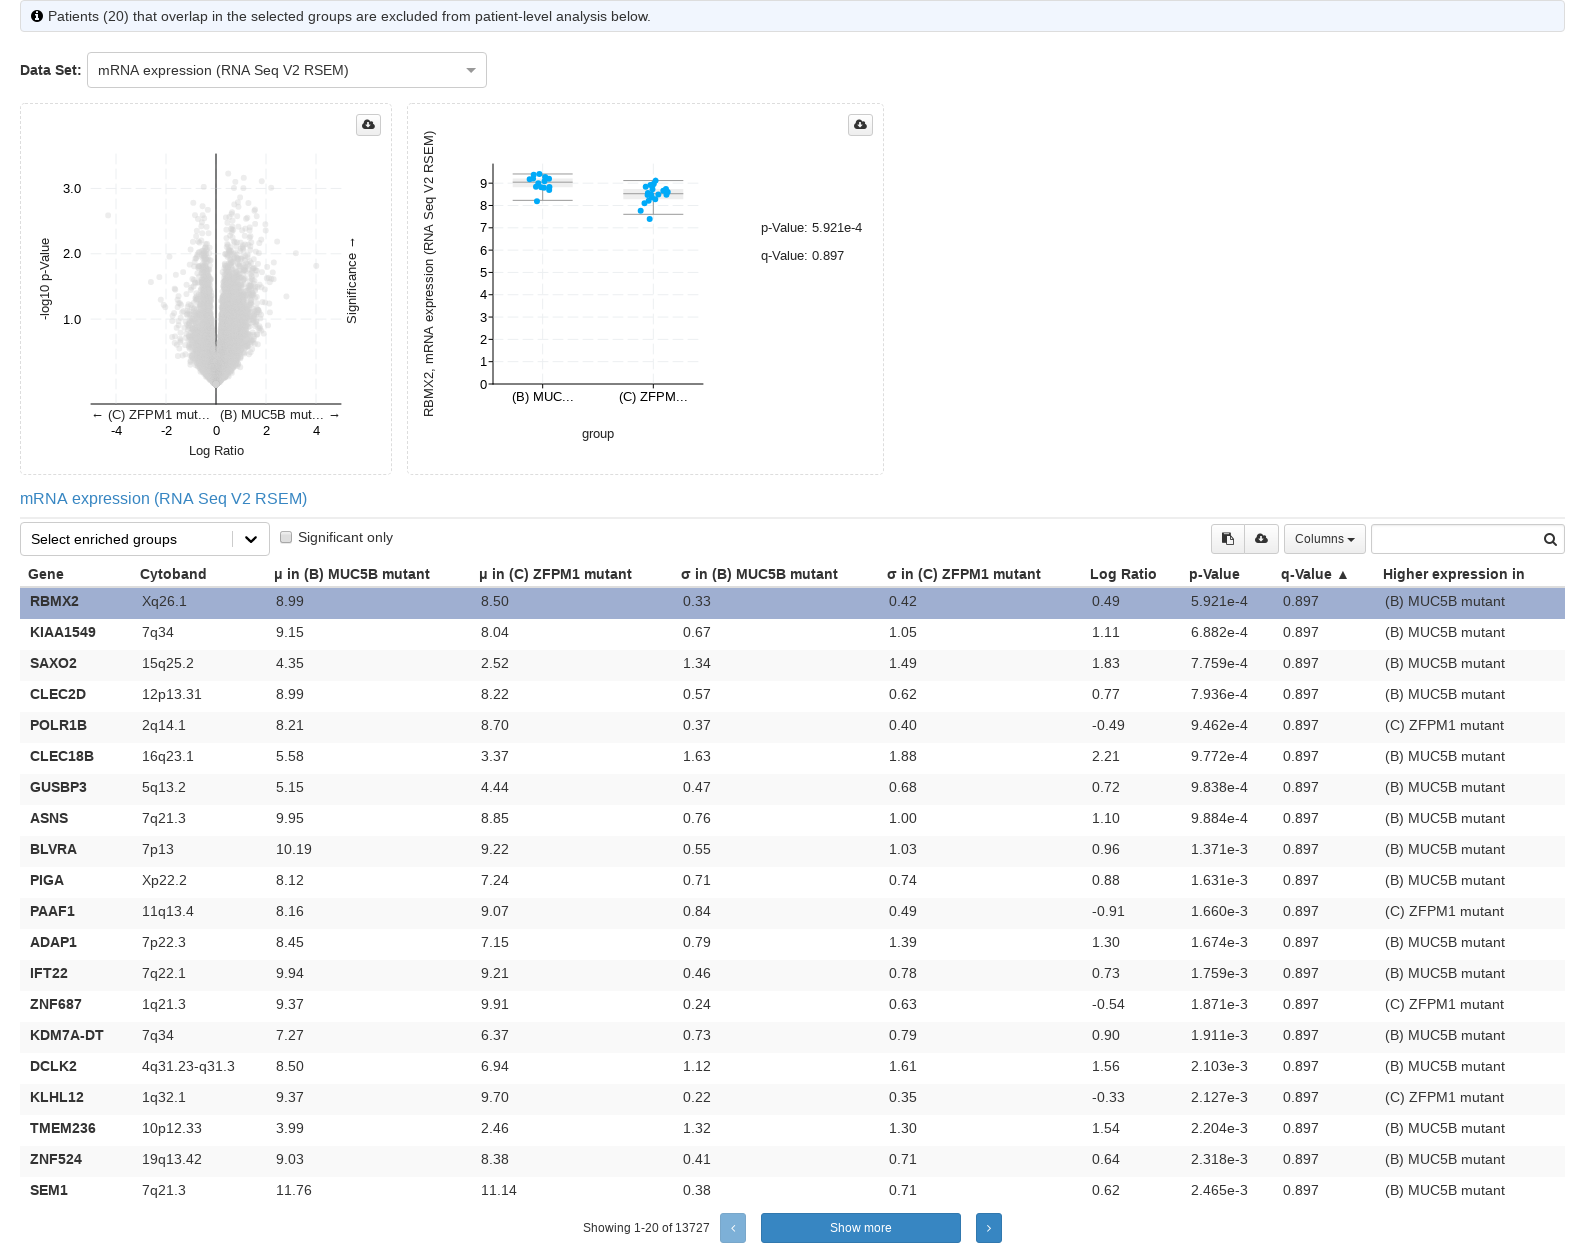 Patients (20) that overlap in the selected groups are excluded from patient-level analysis below.
Data Set: mRNA expression (RNA Seq V2 RSEM)
-log10 p-Value
3.0
2.0
1.0
Significance →
← (C) ZFPM1 mut... (B) MUC5B mut... →
-4 -2 0 2 4
Log Ratio
RBMX2, mRNA expression (RNA Seq V2 RSEM)
9
8
7
6
5
4
3
2
1
0
(B) MUC... (C) ZFPM...
group
p-Value: 5.921e-4
q-Value: 0.897
mRNA expression (RNA Seq V2 RSEM)
Select enriched groups Significant only Columns
Gene Cytoband μ in (B) MUC5B mutant μ in (C) ZFPM1 mutant σ in (B) MUC5B mutant σ in (C) ZFPM1 mutant Log Ratio p-Value q-Value ▲ Higher expression in
RBMX2 Xq26.1 8.99 8.50 0.33 0.42 0.49 5.921e-4 0.897 (B) MUC5B mutant
KIAA1549 7q34 9.15 8.04 0.67 1.05 1.11 6.882e-4 0.897 (B) MUC5B mutant
SAXO2 15q25.2 4.35 2.52 1.34 1.49 1.83 7.759e-4 0.897 (B) MUC5B mutant
CLEC2D 12p13.31 8.99 8.22 0.57 0.62 0.77 7.936e-4 0.897 (B) MUC5B mutant
POLR1B 2q14.1 8.21 8.70 0.37 0.40 -0.49 9.462e-4 0.897 (C) ZFPM1 mutant
CLEC18B 16q23.1 5.58 3.37 1.63 1.88 2.21 9.772e-4 0.897 (B) MUC5B mutant
GUSBP3 5q13.2 5.15 4.44 0.47 0.68 0.72 9.838e-4 0.897 (B) MUC5B mutant
ASNS 7q21.3 9.95 8.85 0.76 1.00 1.10 9.884e-4 0.897 (B) MUC5B mutant
BLVRA 7p13 10.19 9.22 0.55 1.03 0.96 1.371e-3 0.897 (B) MUC5B mutant
PIGA Xp22.2 8.12 7.24 0.71 0.74 0.88 1.631e-3 0.897 (B) MUC5B mutant
PAAF1 11q13.4 8.16 9.07 0.84 0.49 -0.91 1.660e-3 0.897 (C) ZFPM1 mutant
ADAP1 7p22.3 8.45 7.15 0.79 1.39 1.30 1.674e-3 0.897 (B) MUC5B mutant
IFT22 7q22.1 9.94 9.21 0.46 0.78 0.73 1.759e-3 0.897 (B) MUC5B mutant
ZNF687 1q21.3 9.37 9.91 0.24 0.63 -0.54 1.871e-3 0.897 (C) ZFPM1 mutant
KDM7A-DT 7q34 7.27 6.37 0.73 0.79 0.90 1.911e-3 0.897 (B) MUC5B mutant
DCLK2 4q31.23-q31.3 8.50 6.94 1.12 1.61 1.56 2.103e-3 0.897 (B) MUC5B mutant
KLHL12 1q32.1 9.37 9.70 0.22 0.35 -0.33 2.127e-3 0.897 (C) ZFPM1 mutant
TMEM236 10p12.33 3.99 2.46 1.32 1.30 1.54 2.204e-3 0.897 (B) MUC5B mutant
ZNF524 19q13.42 9.03 8.38 0.41 0.71 0.64 2.318e-3 0.897 (B) MUC5B mutant
SEM1 7q21.3 11.76 11.14 0.38 0.71 0.62 2.465e-3 0.897 (B) MUC5B mutant
Showing 1-20 of 13727 ‹ Show more ›